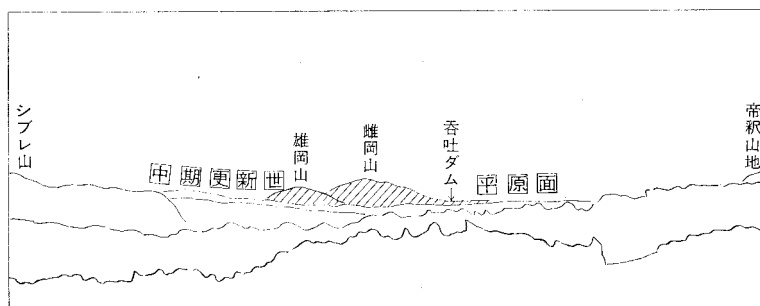 シブレ山
中期更新世
雄岡山
雌岡山
呑吐ダム
平原面
帝釈山地